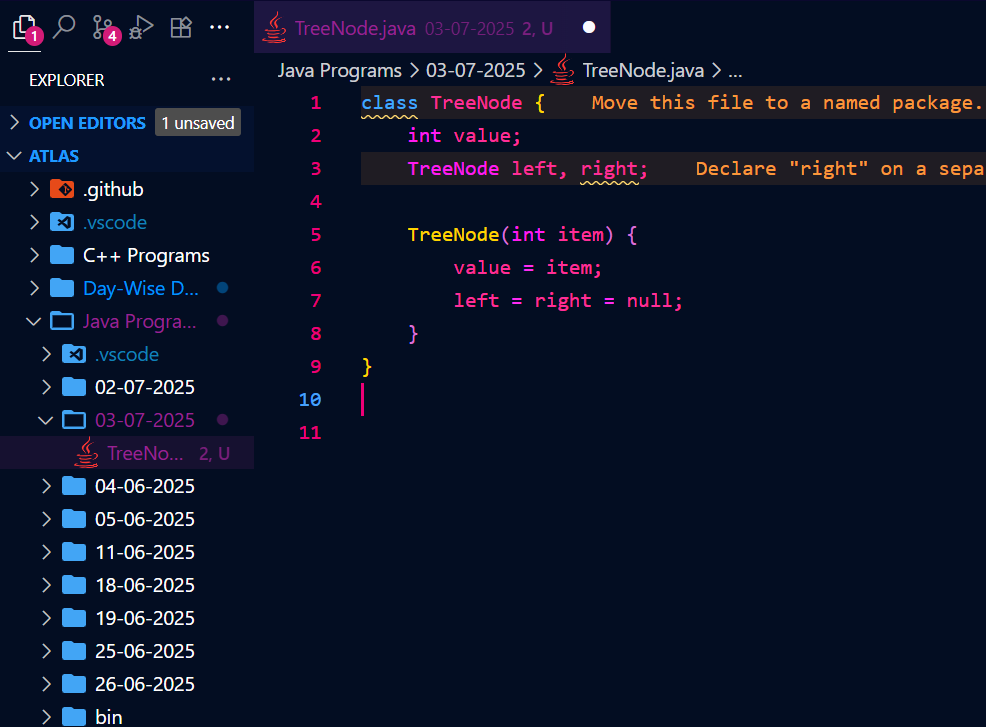 1 4
TreeNode.java 03-07-2025 2, U
EXPLORER
OPEN EDITORS 1 unsaved
ATLAS
.github
.vscode
C++ Programs
Day-Wise D...
Java Progra...
.vscode
02-07-2025
03-07-2025
TreeNo... 2, U
04-06-2025
05-06-2025
11-06-2025
18-06-2025
19-06-2025
25-06-2025
26-06-2025
bin
Java Programs > 03-07-2025 > TreeNode.java > ...
1 class TreeNode { Move this file to a named package.
2 int value;
3 TreeNode left, right; Declare "right" on a sepa
4
5 TreeNode(int item) {
6 value = item;
7 left = right = null;
8 }
9 }
10
11